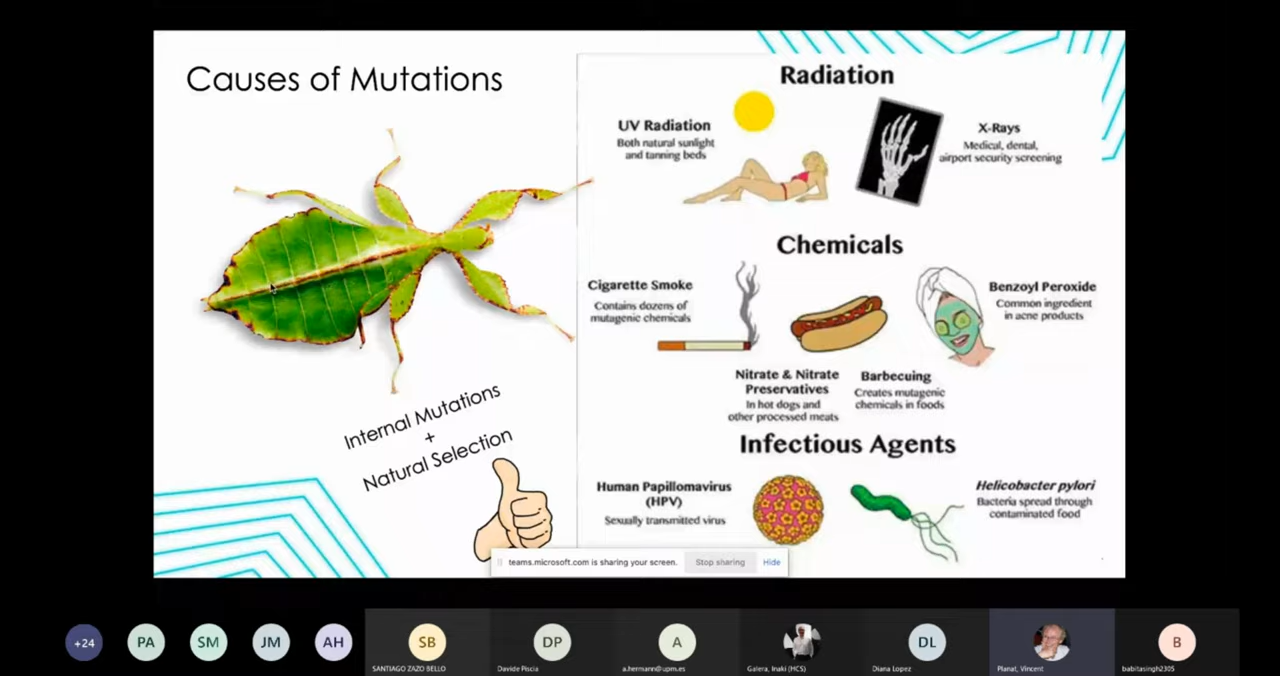 Causes of Mutations
Internal Mutations
+
Natural Selection
Radiation
UV Radiation
Both natural sunlight
and tanning beds
X-Rays
Medical, dental,
airport security screening
Chemicals
Cigarette Smoke
Contains dozens of
mutagenic chemicals
Benzoyl Peroxide
Common ingredient
in acne products
Nitrate & Nitrate
Preservatives
In hot dogs and
other processed meats
Barbecuing
Creates mutagenic
chemicals in foods
Infectious Agents
Human Papillomavirus
(HPV)
Sexually transmitted virus
Helicobacter pylori
Bacteria spread through
contaminated food
teams.microsoft.com is sharing your screen.
Stop sharing
Hide
+24
PA
SM
JM
AH
SB
SANTIAGO ZAZO BELLO
DP
Davide Piscia
A
a.hermann@upm.es
Galera, Inaki (HCS)
DL
Diana Lopez
Planat, Vincent
B
babitasingh2305